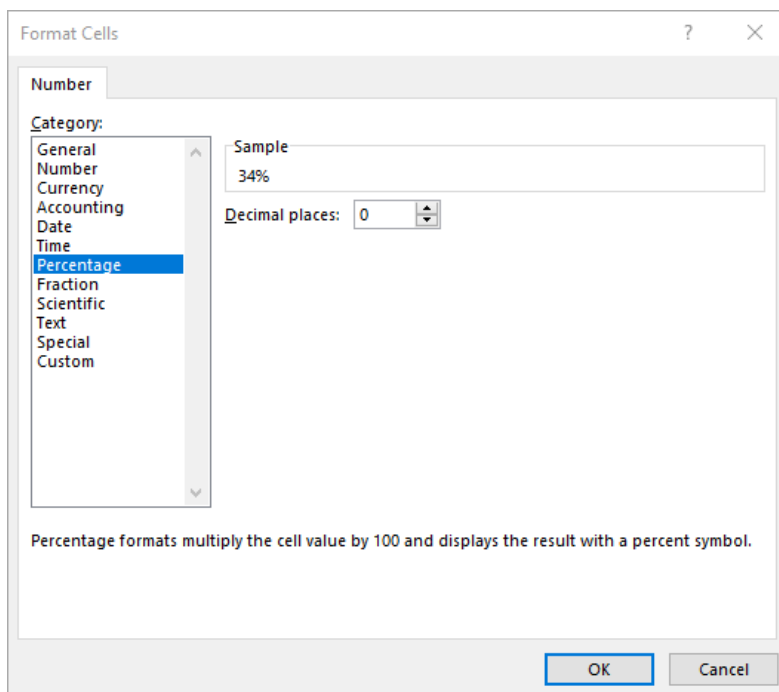 Format Cells
?
Number
Category:
General
Number
Currency
Accounting
Date
Time
Percentage
Fraction
Scientific
Text
Special
Custom
Sample
34%
Decimal places: 0
Percentage formats multiply the cell value by 100 and displays the result with a percent symbol.
OK
Cancel